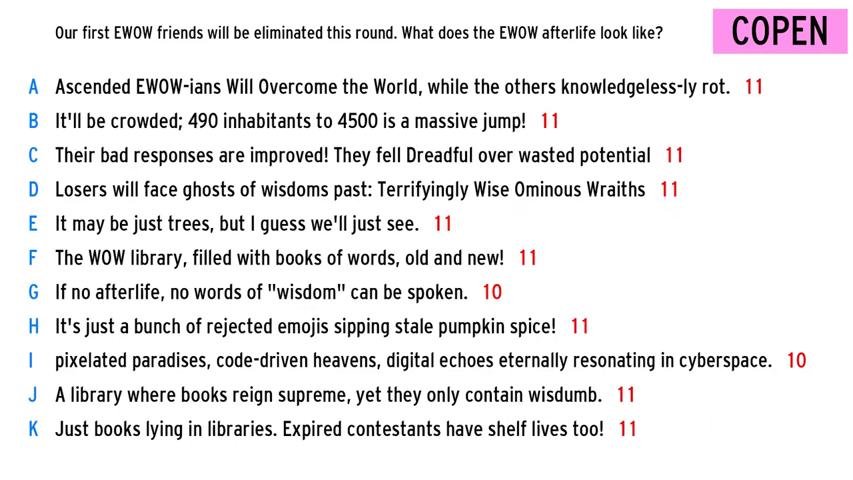 Our first EWOW friends will be eliminated this round. What does the EWOW afterlife look like?
COPEN
A Ascended EWOW-ians Will Overcome the World, while the others knowledgeless-ly rot. 11
B It'll be crowded; 490 inhabitants to 4500 is a massive jump! 11
C Their bad responses are improved! They fell Dreadful over wasted potential 11
D Losers will face ghosts of wisdoms past: Terrifyingly Wise Ominous Wraiths 11
E It may be just trees, but I guess we'll just see. 11
F The WOW library, filled with books of words, old and new! 11
G If no afterlife, no words of "wisdom" can be spoken. 10
H It's just a bunch of rejected emojis sipping stale pumpkin spice! 11
I pixelated paradises, code-driven heavens, digital echoes eternally resonating in cyberspace. 10
J A library where books reign supreme, yet they only contain wisdumb. 11
K Just books lying in libraries. Expired contestants have shelf lives too! 11